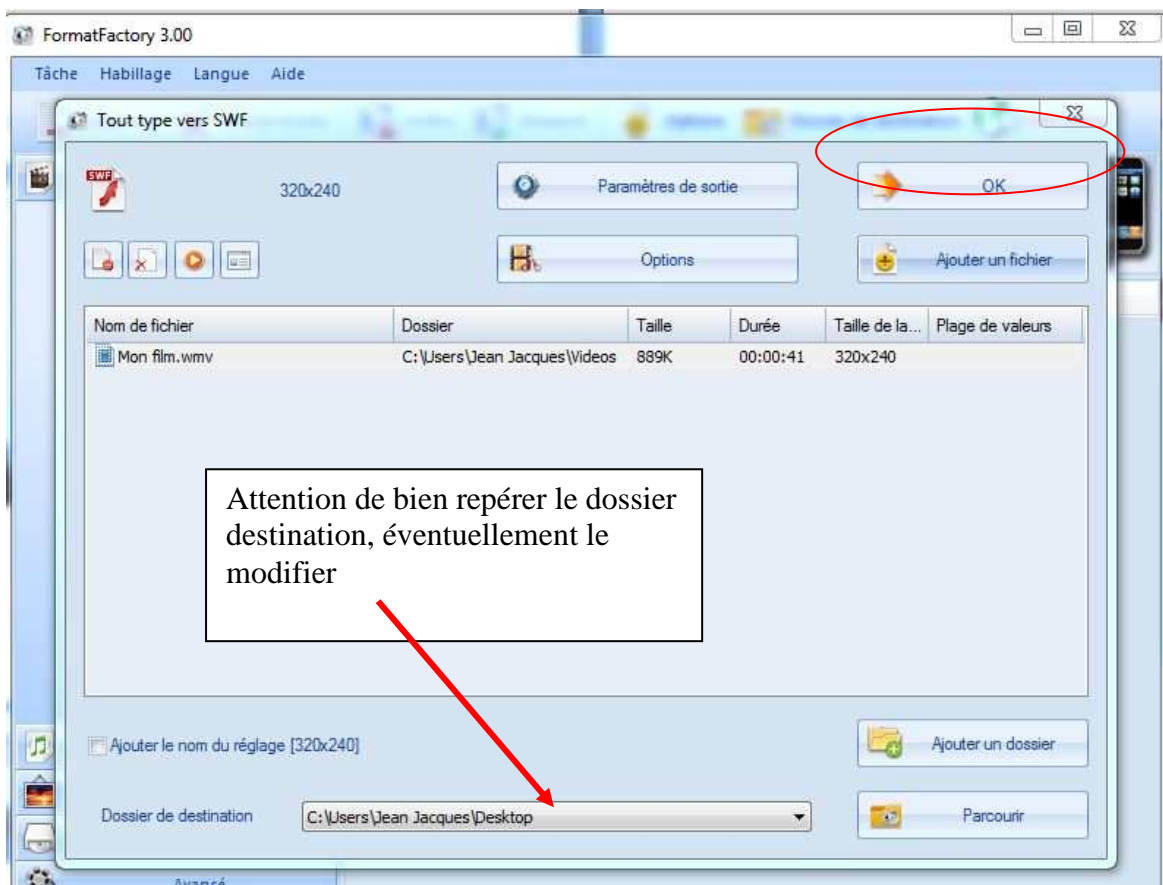 FormatFactory 3.00
Tâche Habillage Langue Aide
Tout type vers SWF
SWF
320x240
Paramètres de sortie
OK
Options
Ajouter un fichier
Nom de fichier Dossier Taille Durée Taille de la... Plage de valeurs
Mon film.wmv C:\Users\Jean Jacques\Videos 889K 00:00:41 320x240
Attention de bien repérer le dossier
destination, éventuellement le
modifier
Ajouter le nom du réglage [320x240]
Ajouter un dossier
Dossier de destination
C:\Users\Jean Jacques\Desktop
Parcourir
Avancé